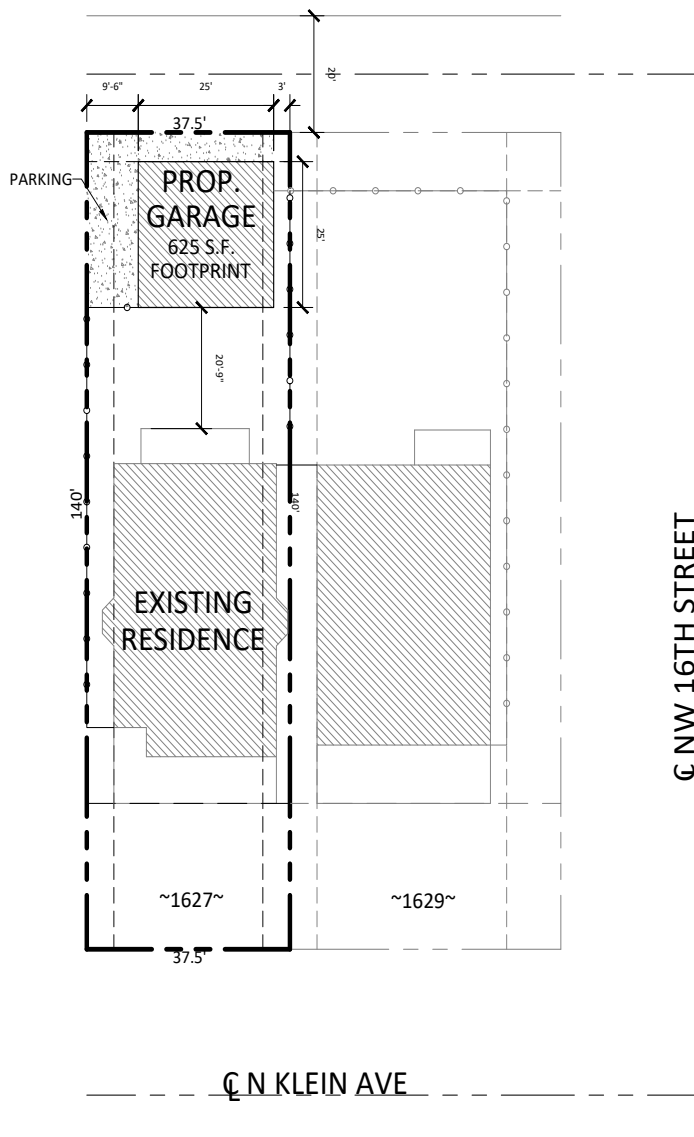 20'
9'-6"
25'
3'
37.5'
PARKING
PROP.
GARAGE
625 S.F.
FOOTPRINT
25'
20'-9"
140'
140'
EXISTING
RESIDENCE
℄ NW 16TH STREET
~1627~
~1629~
37.5'
℄ N KLEIN AVE